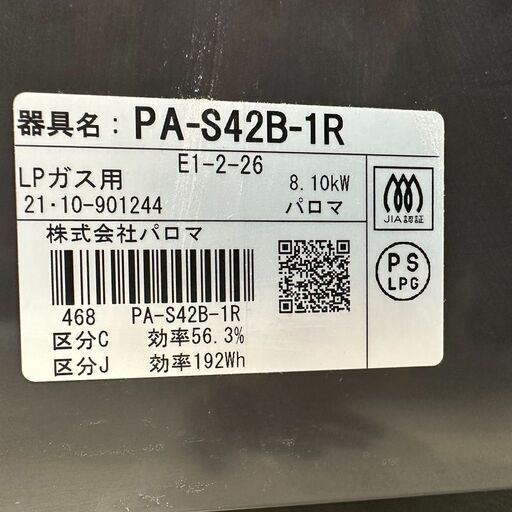 器具名：PA-S42B-1R
E1-2-26
LPガス用 8.10kW
21・10-901244 パロマ
JIA認証
株式会社パロマ
PS
LPG
468 PA-S42B-1R
区分C 効率56.3%
区分J 効率192Wh